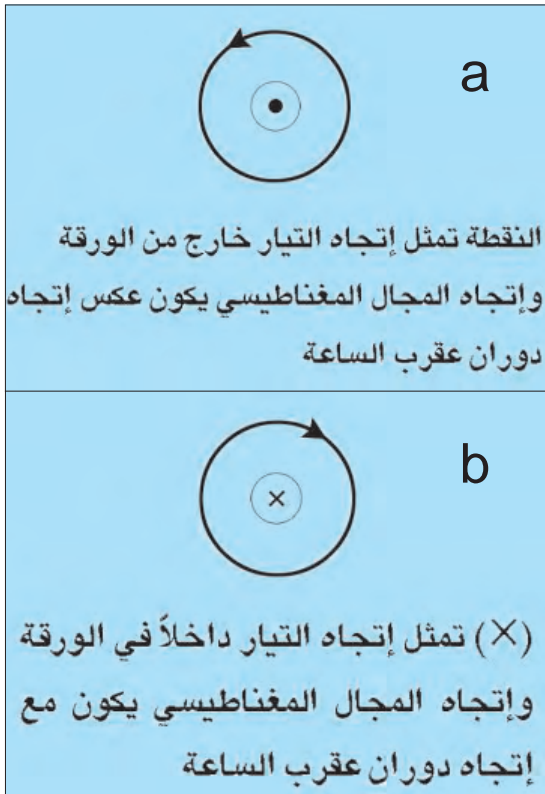 a
النقطة تمثل إتجاه التيار خارج من الورقة
وإتجاه المجال المغناطيسي يكون عكس إتجاه
دوران عقرب الساعة
b
(×) تمثل إتجاه التيار داخلاً في الورقة
وإتجاه المجال المغناطيسي يكون مع
إتجاه دوران عقرب الساعة